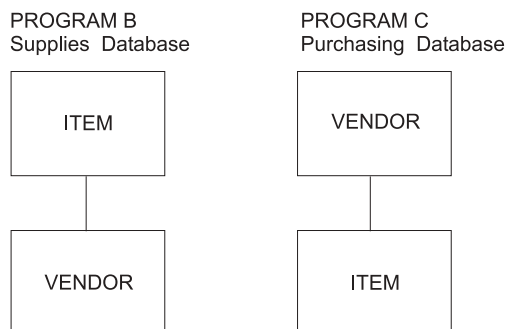 PROGRAM B
Supplies Database
ITEM
VENDOR
PROGRAM C
Purchasing Database
VENDOR
ITEM